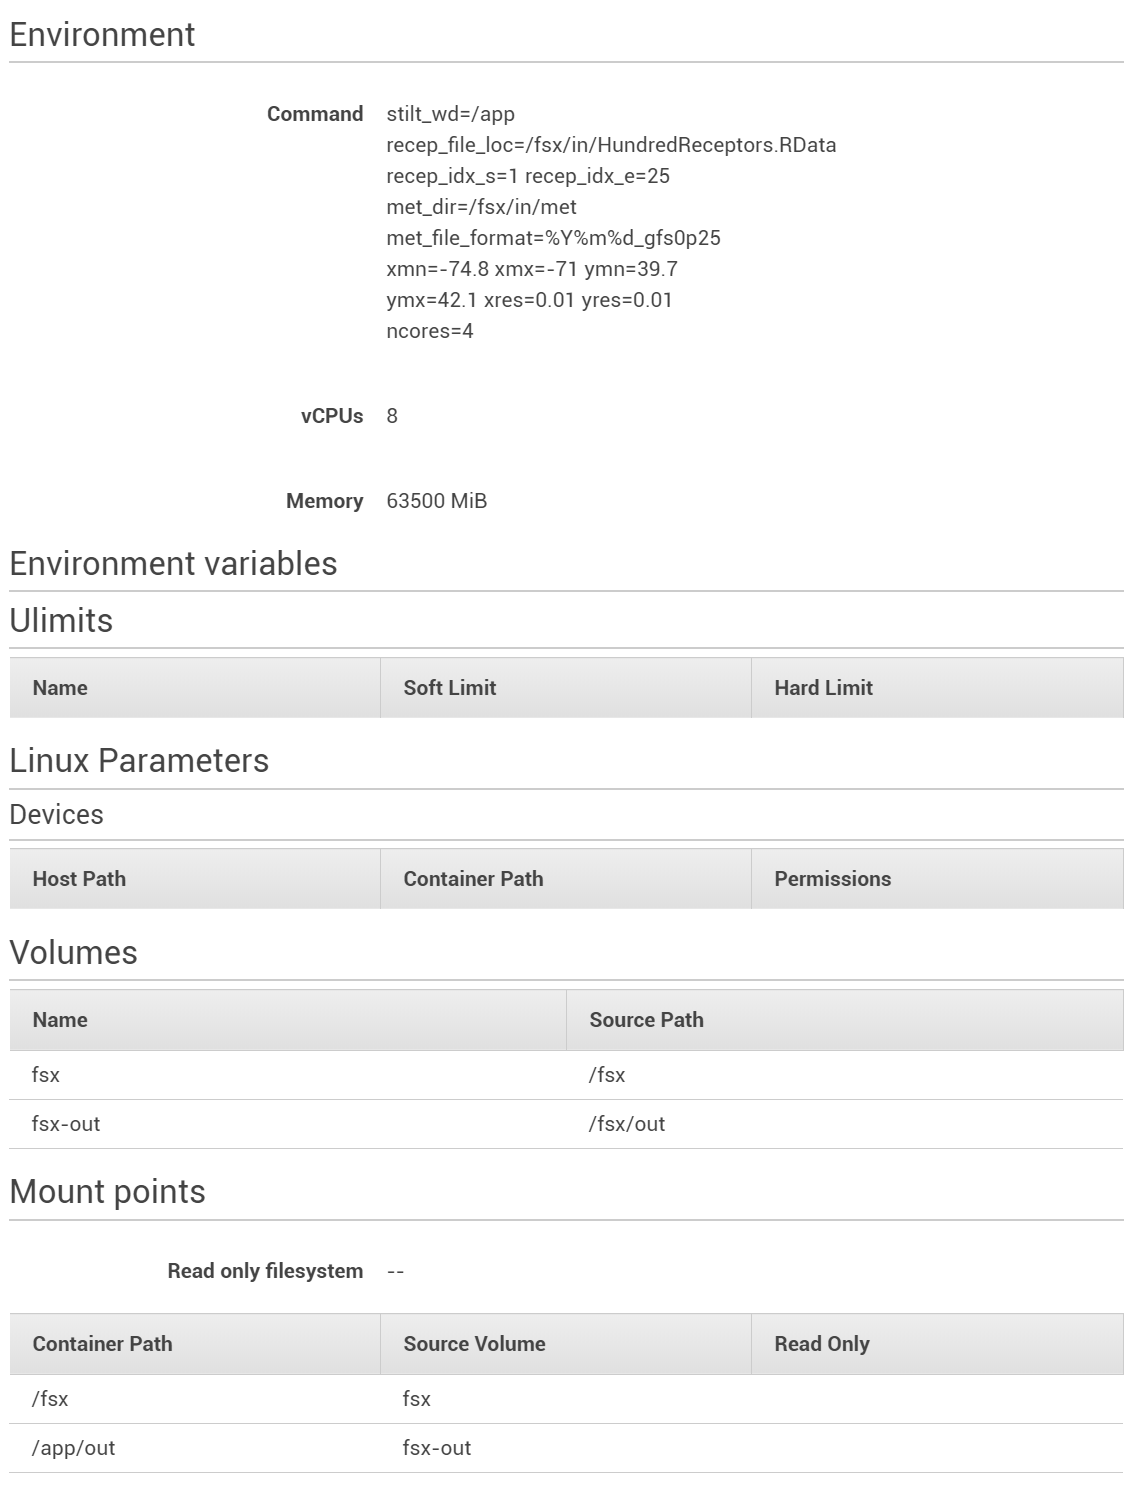 Environment
Command stilt_wd=/app
recep_file_loc=/fsx/in/HundredReceptors.RData
recep_idx_s=1 recep_idx_e=25
met_dir=/fsx/in/met
met_file_format=%Y%m%d_gfs0p25
xmn=-74.8 xmx=-71 ymn=39.7
ymx=42.1 xres=0.01 yres=0.01
ncores=4
vCPUs 8
Memory 63500 MiB
Environment variables
Ulimits
Name Soft Limit Hard Limit
Linux Parameters
Devices
Host Path Container Path Permissions
Volumes
Name Source Path
fsx /fsx
fsx-out /fsx/out
Mount points
Read only filesystem --
Container Path Source Volume Read Only
/fsx fsx
/app/out fsx-out